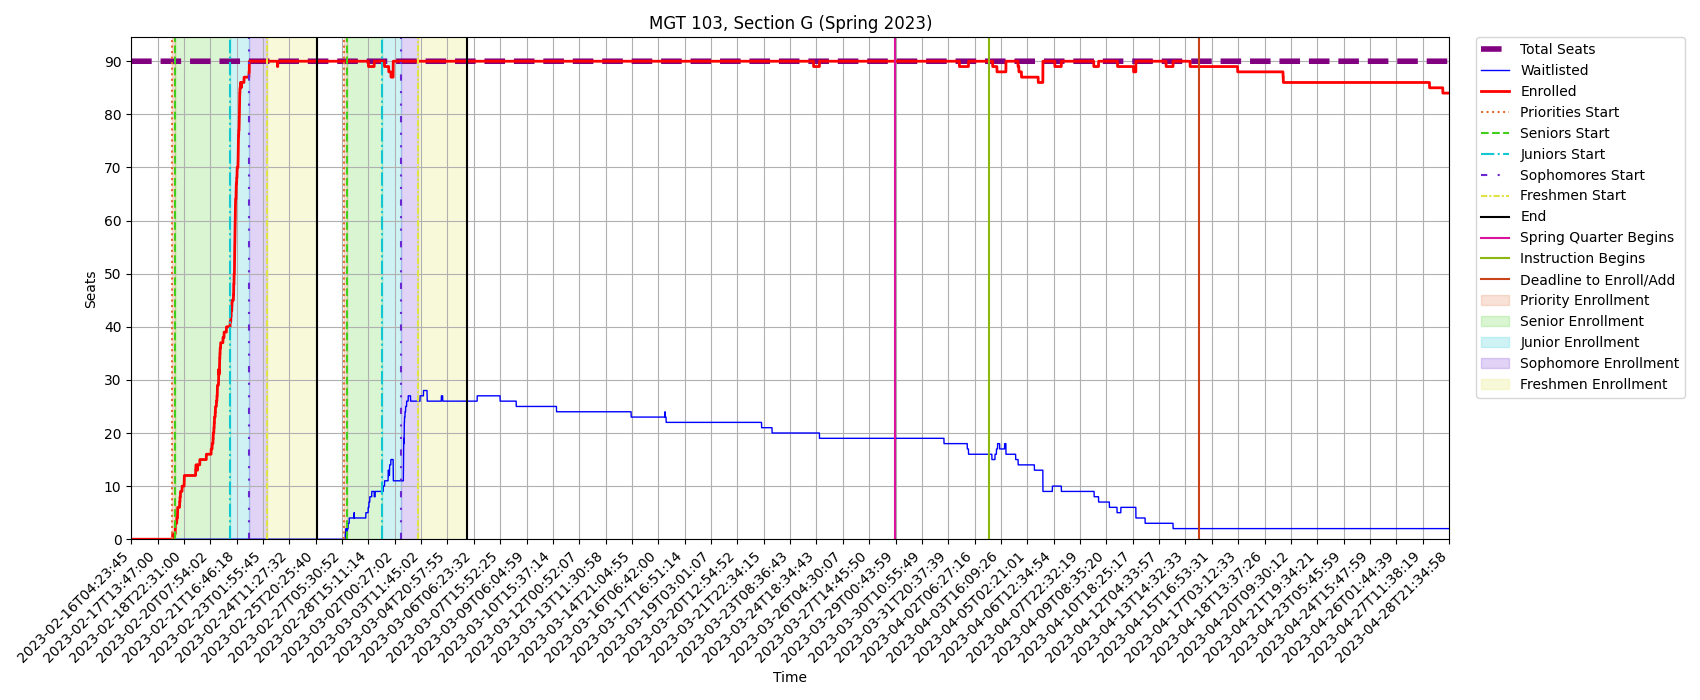 MGT 103, Section G (Spring 2023)
Seats
90
80
70
60
50
40
30
20
10
0
2023-02-16T04:23:45
2023-02-17T13:47:00
2023-02-18T22:31:00
2023-02-20T07:54:02
2023-02-21T16:46:18
2023-02-23T01:55:45
2023-02-24T11:27:32
2023-02-25T20:25:40
2023-02-27T05:30:52
2023-02-28T15:11:14
2023-03-02T00:27:02
2023-03-03T11:45:02
2023-03-04T20:57:55
2023-03-06T06:23:32
2023-03-07T15:52:25
2023-03-09T06:04:59
2023-03-10T15:37:14
2023-03-12T00:52:07
2023-03-13T11:30:58
2023-03-14T21:04:55
2023-03-16T06:42:00
2023-03-17T16:51:14
2023-03-19T03:01:07
2023-03-20T12:54:52
2023-03-21T22:34:15
2023-03-23T08:36:43
2023-03-24T18:34:43
2023-03-26T04:30:07
2023-03-27T14:45:50
2023-03-29T00:43:59
2023-03-30T10:55:49
2023-03-31T20:37:39
2023-04-02T06:27:16
2023-04-03T16:09:26
2023-04-05T02:21:01
2023-04-06T12:34:54
2023-04-07T22:32:19
2023-04-09T08:35:20
2023-04-10T18:25:17
2023-04-12T04:33:57
2023-04-13T14:32:33
2023-04-15T16:53:31
2023-04-17T03:12:33
2023-04-18T13:37:26
2023-04-20T09:30:12
2023-04-21T19:34:21
2023-04-23T05:45:59
2023-04-24T15:47:59
2023-04-26T01:44:39
2023-04-27T11:38:19
2023-04-28T21:34:58
Time
Total Seats
Waitlisted
Enrolled
Priorities Start
Seniors Start
Juniors Start
Sophomores Start
Freshmen Start
End
Spring Quarter Begins
Instruction Begins
Deadline to Enroll/Add
Priority Enrollment
Senior Enrollment
Junior Enrollment
Sophomore Enrollment
Freshmen Enrollment